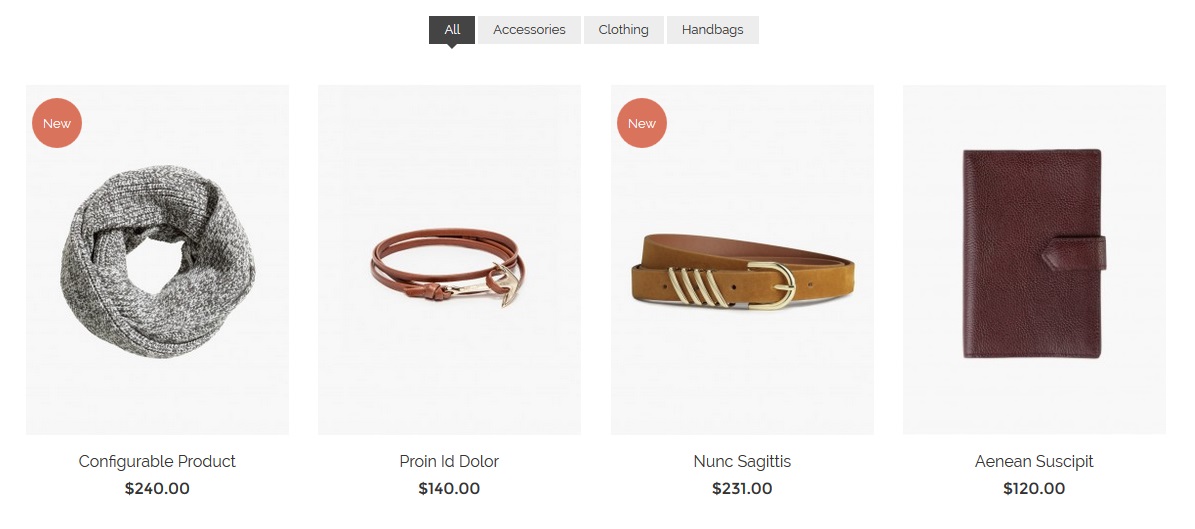 All
Accessories
Clothing
Handbags
New
New
Configurable Product
$240.00
Proin Id Dolor
$140.00
Nunc Sagittis
$231.00
Aenean Suscipit
$120.00